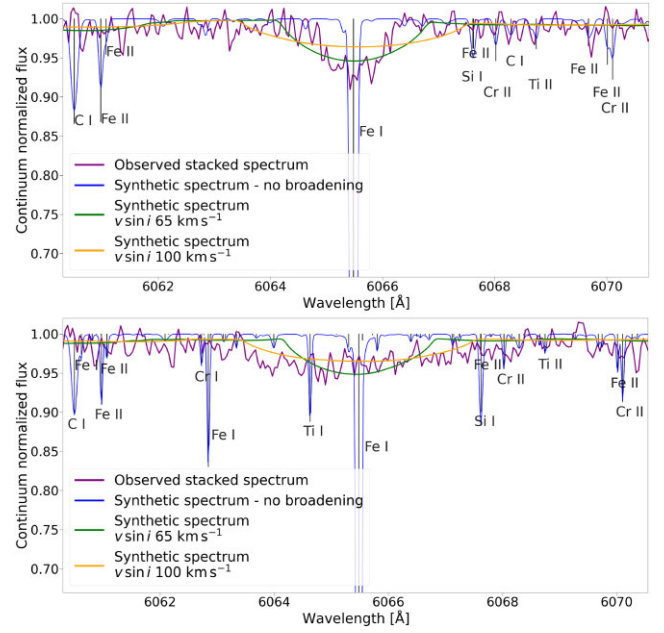 1.00
0.95
0.90
0.85
0.80
0.75
0.70
Continuum normalized flux
C I
Fe II
Fe II
Fe I
Fe II
Si I
Cr II
C I
Ti II
Fe II
Fe II
Cr II
Observed stacked spectrum
Synthetic spectrum - no broadening
Synthetic spectrum
v sin i 65 km s⁻¹
Synthetic spectrum
v sin i 100 km s⁻¹
6062 6064 6066 6068 6070
Wavelength [Å]
1.00
0.95
0.90
0.85
0.80
0.75
0.70
Continuum normalized flux
C I
Fe II
Fe II
Cr I
Fe I
Ti I
Fe I
Fe II
Si I
Cr II
Ti II
Fe II
Cr II
Observed stacked spectrum
Synthetic spectrum - no broadening
Synthetic spectrum
v sin i 65 km s⁻¹
Synthetic spectrum
v sin i 100 km s⁻¹
6062 6064 6066 6068 6070
Wavelength [Å]